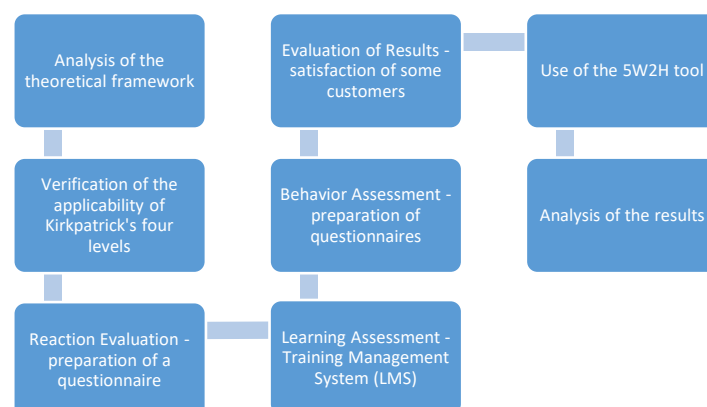 Analysis of the
theoretical framework
Verification of the
applicability of
Kirkpatrick's four
levels
Reaction Evaluation -
preparation of a
questionnaire
Learning Assessment -
Training Management
System (LMS)
Behavior Assessment -
preparation of
questionnaires
Evaluation of Results -
satisfaction of some
customers
Use of the 5W2H tool
Analysis of the results